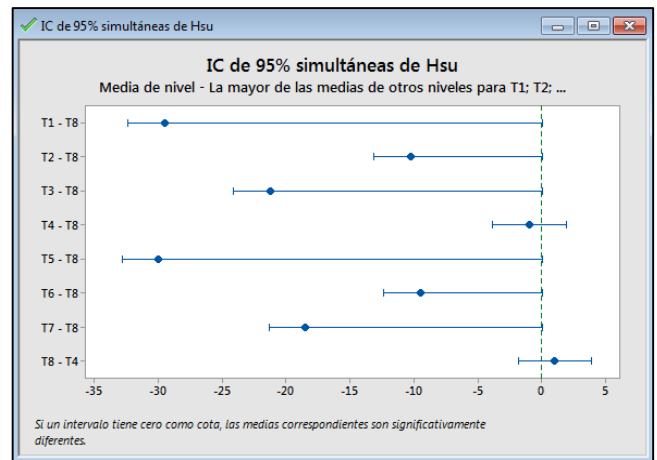 IC de 95% simultáneas de Hsu
IC de 95% simultáneas de Hsu
Media de nivel - La mayor de las medias de otros niveles para T1; T2; ...
T1 - T8
T2 - T8
T3 - T8
T4 - T8
T5 - T8
T6 - T8
T7 - T8
T8 - T4
-35 -30 -25 -20 -15 -10 -5 0 5
Si un intervalo tiene cero como cota, las medias correspondientes son significativamente
diferentes.